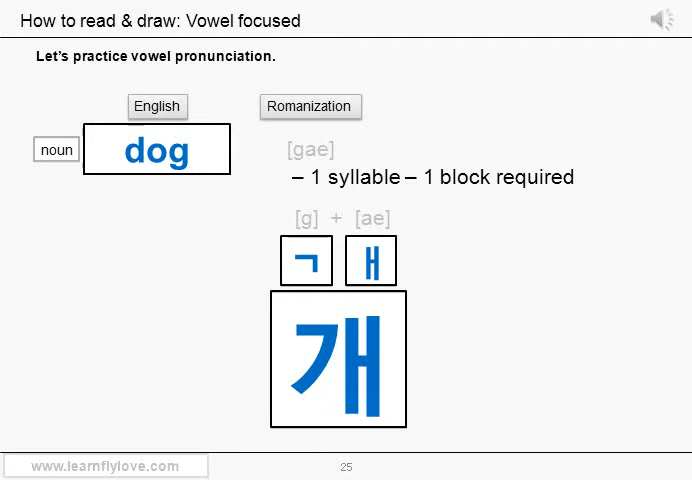 How to read & draw: Vowel focused
Let's practice vowel pronunciation.
English
Romanization
noun
dog
[gae]
– 1 syllable – 1 block required
[g] + [ae]
ㄱ ㅐ
개
www.learnflylove.com
25